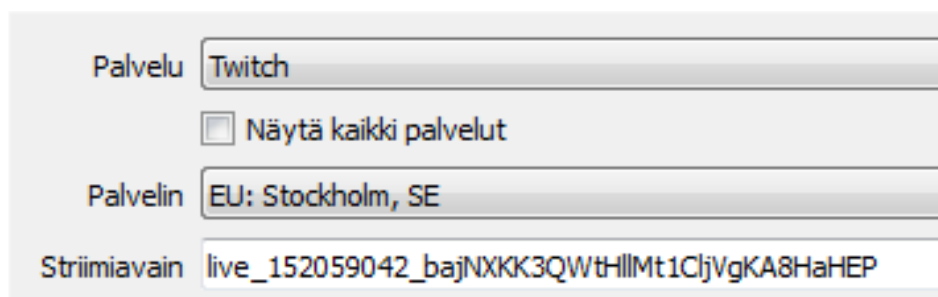 Palvelu Twitch
Näytä kaikki palvelut
Palvelin EU: Stockholm, SE
Striimiavain live_152059042_bajNXKK3QWtHllMt1CljVgKA8HaHEP